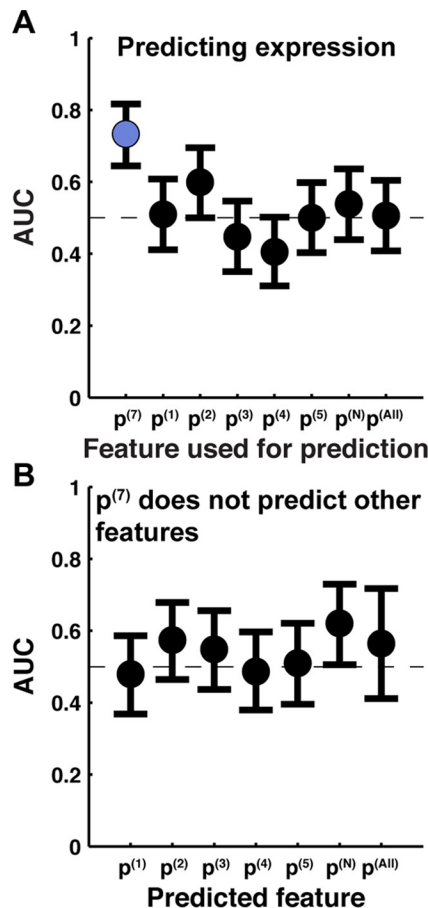 A
Predicting expression
1
0.8
0.6
0.4
0.2
0
AUC
p(7) p(1) p(2) p(3) p(4) p(5) p(N) p(All)
Feature used for prediction
B
p(7) does not predict other
features
1
0.8
0.6
0.4
0.2
0
AUC
p(1) p(2) p(3) p(4) p(5) p(N) p(All)
Predicted feature